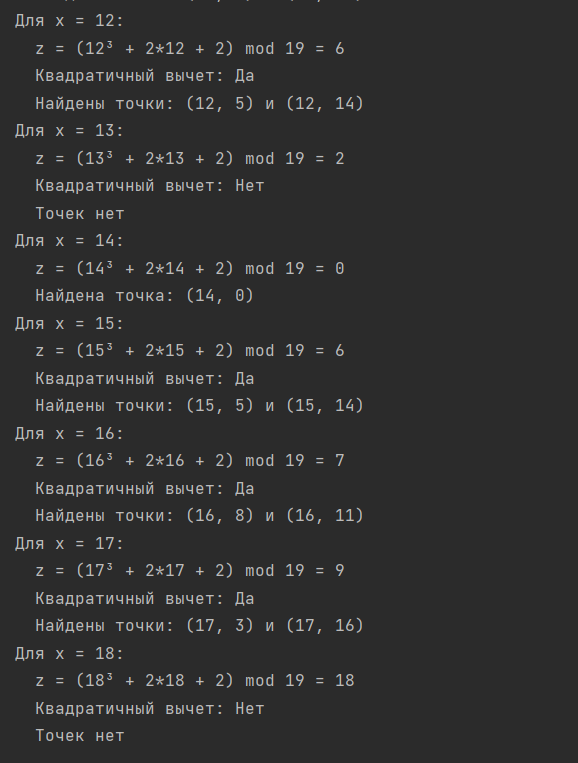 Для x = 12:
z = (12³ + 2*12 + 2) mod 19 = 6
Квадратичный вычет: Да
Найдены точки: (12, 5) и (12, 14)
Для x = 13:
z = (13³ + 2*13 + 2) mod 19 = 2
Квадратичный вычет: Нет
Точек нет
Для x = 14:
z = (14³ + 2*14 + 2) mod 19 = 0
Найдена точка: (14, 0)
Для x = 15:
z = (15³ + 2*15 + 2) mod 19 = 6
Квадратичный вычет: Да
Найдены точки: (15, 5) и (15, 14)
Для x = 16:
z = (16³ + 2*16 + 2) mod 19 = 7
Квадратичный вычет: Да
Найдены точки: (16, 8) и (16, 11)
Для x = 17:
z = (17³ + 2*17 + 2) mod 19 = 9
Квадратичный вычет: Да
Найдены точки: (17, 3) и (17, 16)
Для x = 18:
z = (18³ + 2*18 + 2) mod 19 = 18
Квадратичный вычет: Нет
Точек нет